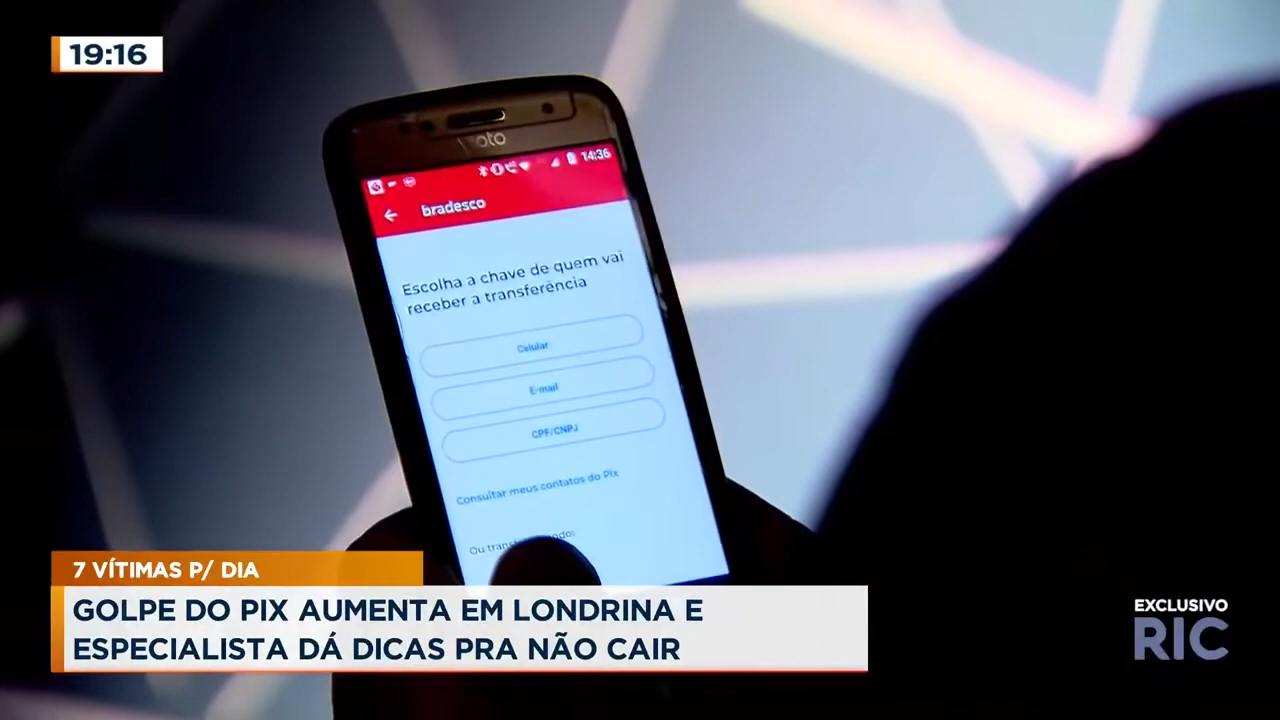 19:16
moto
14:36
bradesco
Escolha a chave de quem vai
receber a transferência
Celular
E-mail
CPF/CNPJ
Consultar meus contatos do Pix
Ou
7 VÍTIMAS P/ DIA
GOLPE DO PIX AUMENTA EM LONDRINA E
ESPECIALISTA DÁ DICAS PRA NÃO CAIR
EXCLUSIVO
RIC